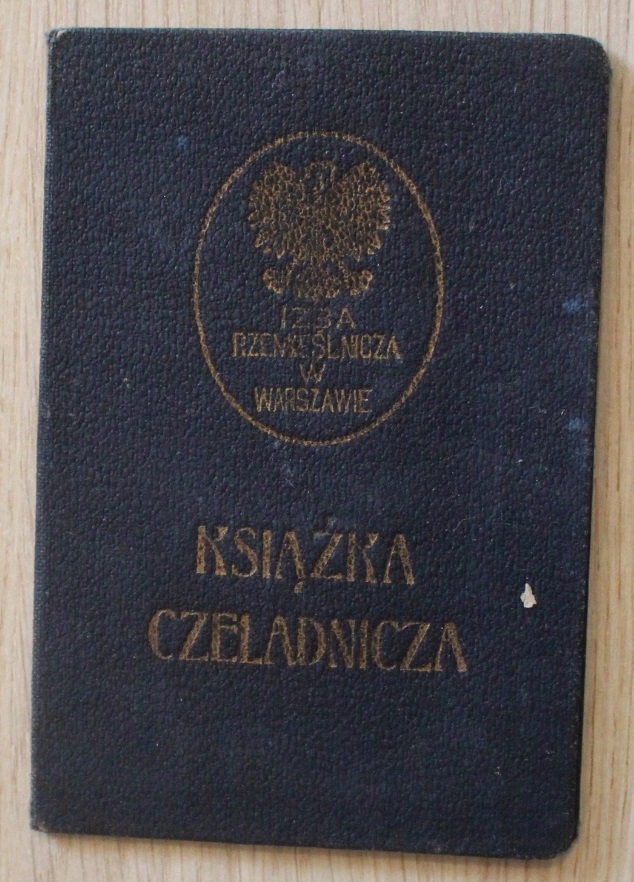 IZBA
RZEMIEŚLNICZA
W
WARSZAWIE
KSIĄŻKA
CZELADNICZA